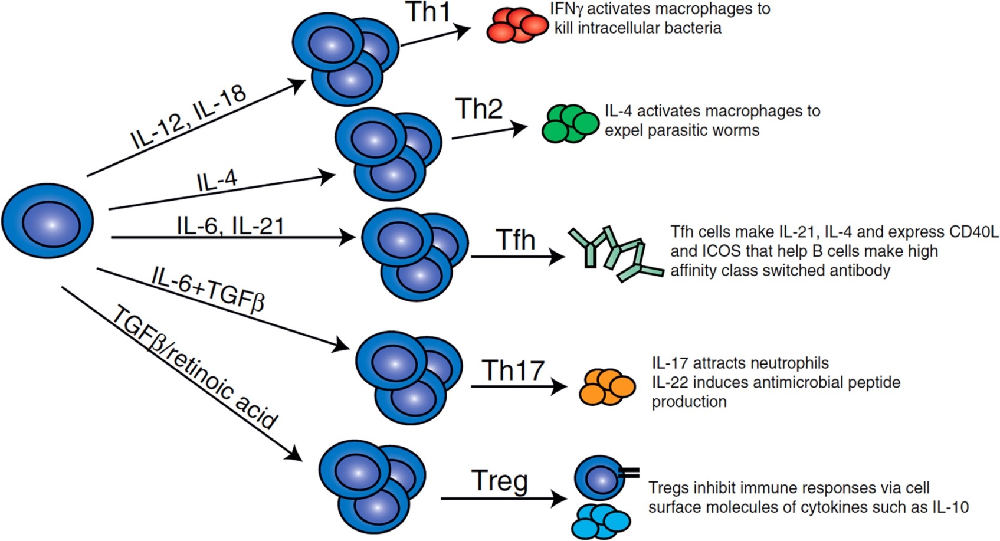 Th1
IFNγ activates macrophages to
kill intracellular bacteria
IL-12, IL-18
Th2
IL-4 activates macrophages to
expel parasitic worms
IL-4
IL-6, IL-21
Tfh
Tfh cells make IL-21, IL-4 and express CD40L
and ICOS that help B cells make high
affinity class switched antibody
IL-6+TGFβ
Th17
IL-17 attracts neutrophils
IL-22 induces antimicrobial peptide
production
TGFβ/retinoic acid
Treg
Tregs inhibit immune responses via cell
surface molecules of cytokines such as IL-10